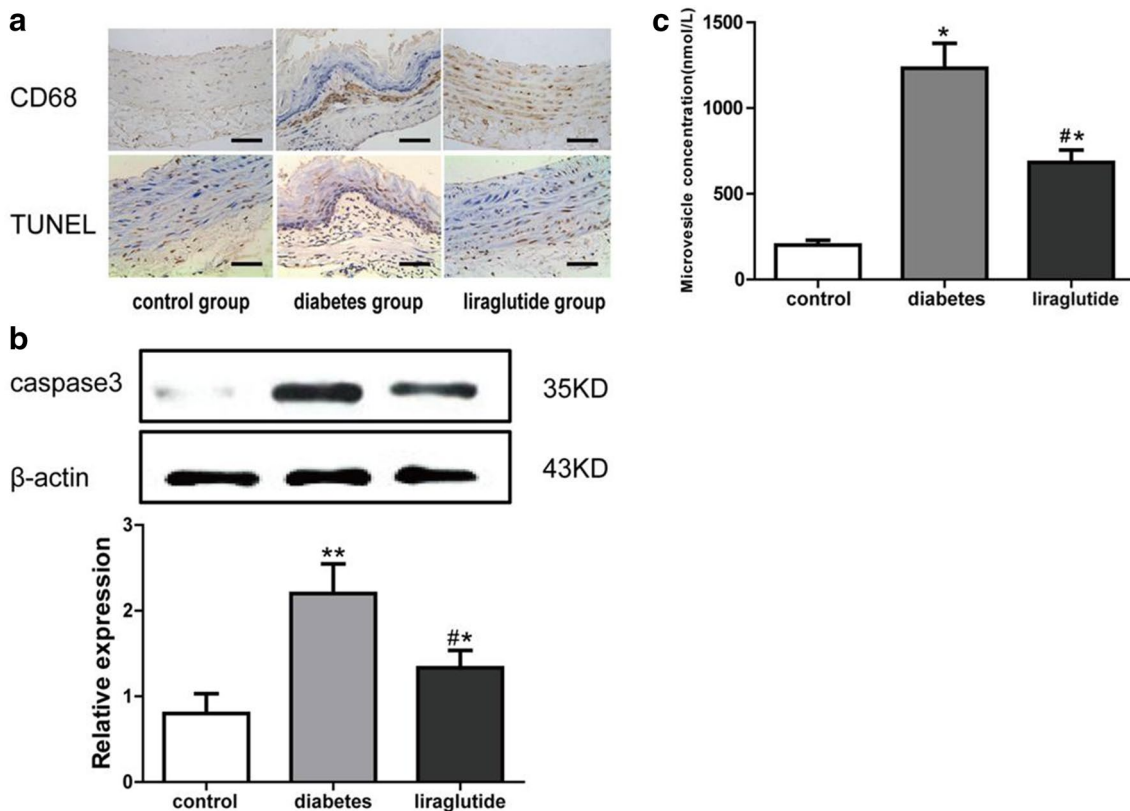 a
CD68
TUNEL
control group diabetes group liraglutide group
b
caspase3 35KD
β-actin 43KD
Relative expression
3
2
1
0
**
#*
control diabetes liraglutide
c
Microvesicle concentration(nmol/L)
1500
1000
500
0
*
#*
control diabetes liraglutide